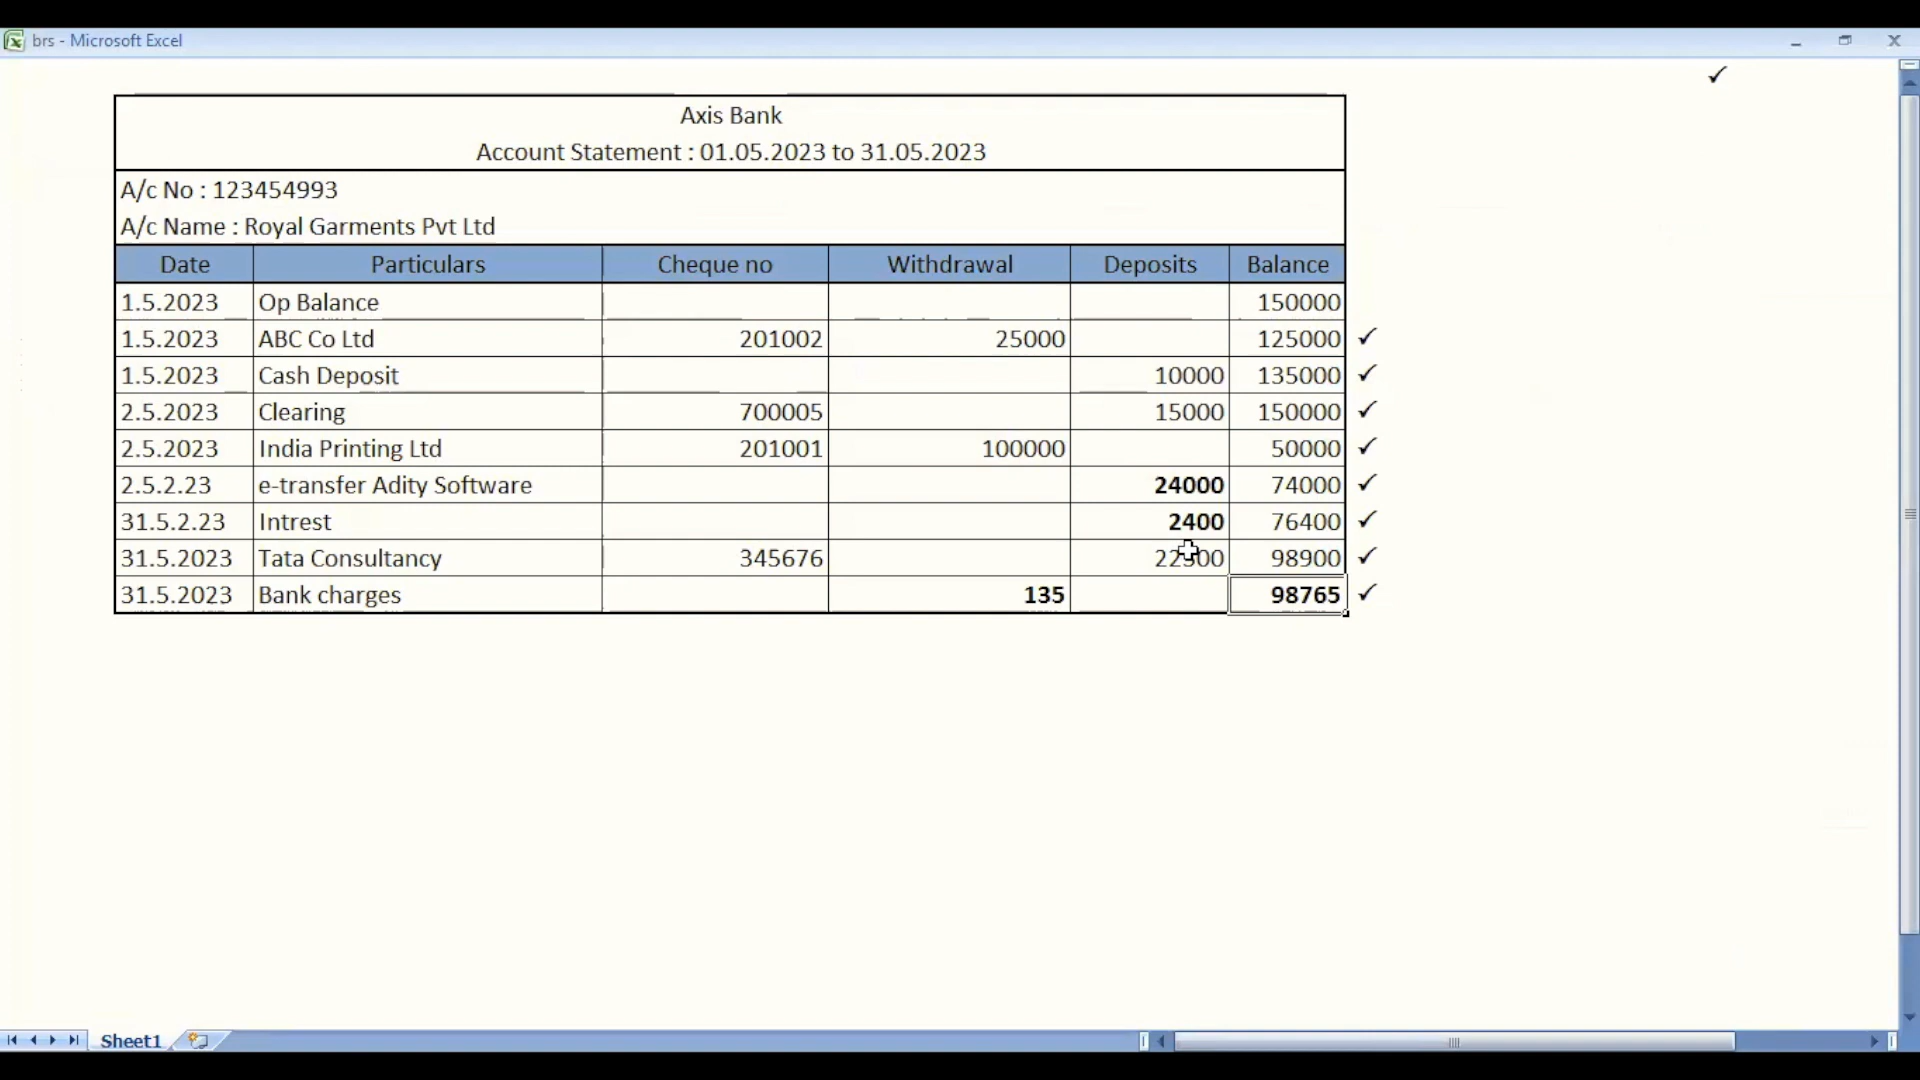 brs - Microsoft Excel
Axis Bank
Account Statement : 01.05.2023 to 31.05.2023
A/c No : 123454993
A/c Name : Royal Garments Pvt Ltd
Date Particulars Cheque no Withdrawal Deposits Balance
1.5.2023 Op Balance 150000
1.5.2023 ABC Co Ltd 201002 25000 125000 ✓
1.5.2023 Cash Deposit 10000 135000 ✓
2.5.2023 Clearing 700005 15000 150000 ✓
2.5.2023 India Printing Ltd 201001 100000 50000 ✓
2.5.2.23 e-transfer Adity Software 24000 74000 ✓
31.5.2.23 Intrest 2400 76400 ✓
31.5.2023 Tata Consultancy 345676 22500 98900 ✓
31.5.2023 Bank charges 135 98765 ✓
Sheet1